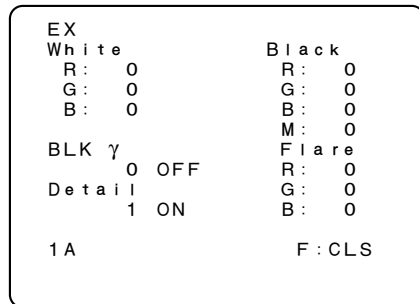 EX
White Black
R: 0 R: 0
G: 0 G: 0
B: 0 B: 0
M: 0
BLK γ Flare
0 OFF R: 0
Detail G: 0
1 ON B: 0
1A F:CLS